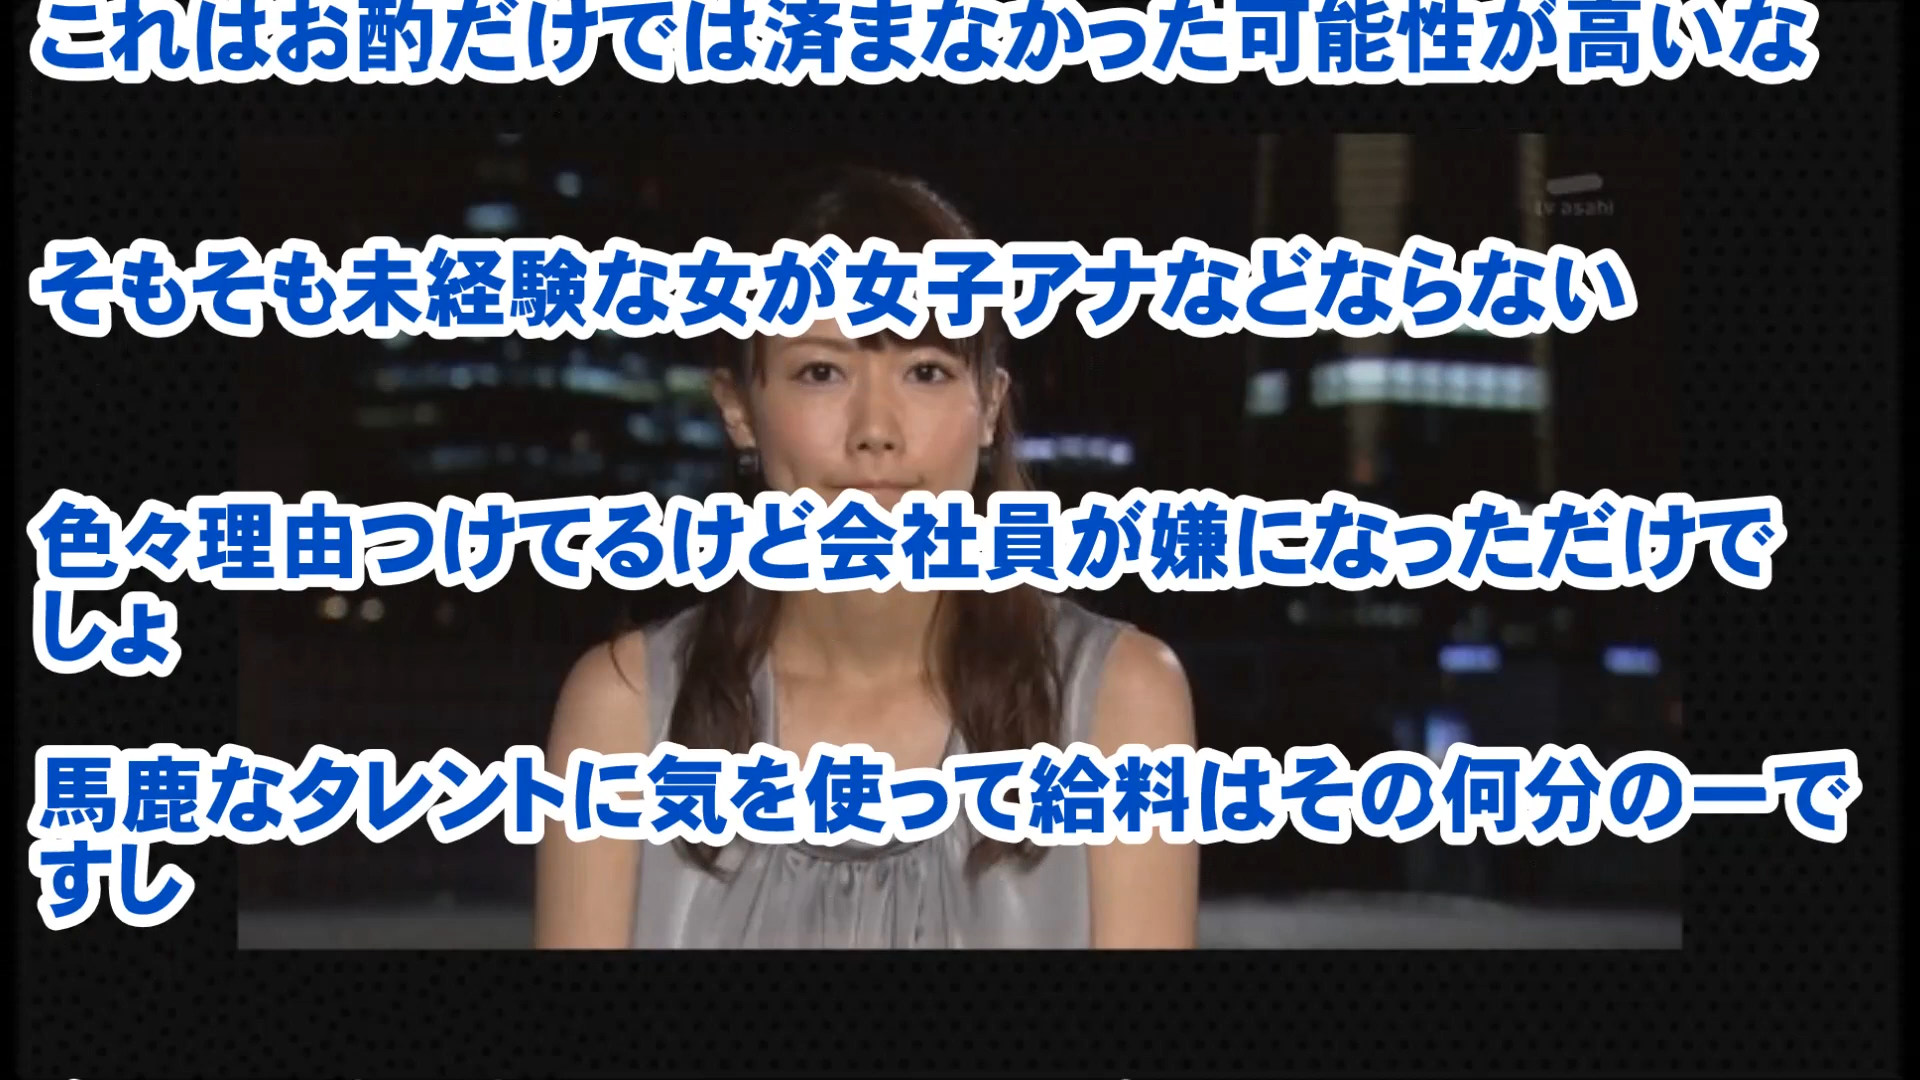 これはお酌だけでは済まなかった可能性が高いな
tv asahi
そもそも未経験な女が女子アナなどならない
色々理由つけてるけど会社員が嫌になっただけで
しょ
馬鹿なタレントに気を使って給料はその何分の一で
すし